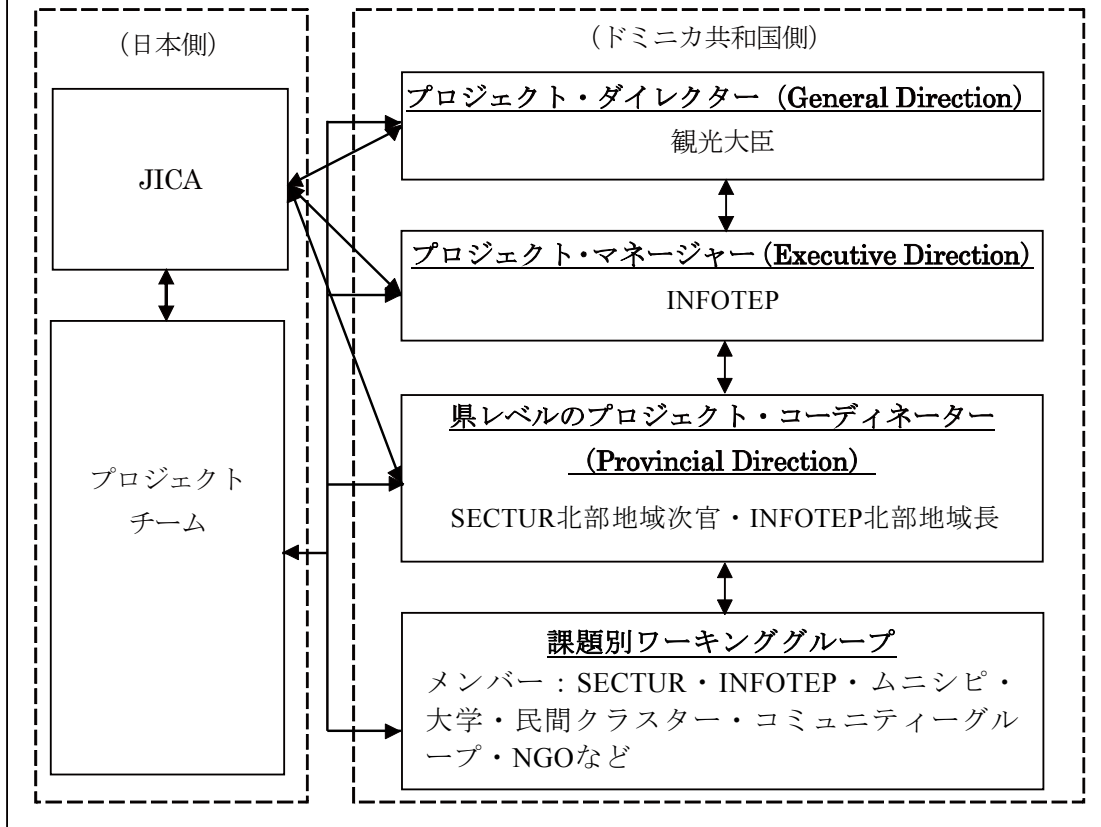 (日本側)
JICA
プロジェクト
チーム
(ドミニカ共和国側)
プロジェクト・ダイレクター (General Direction)
観光大臣
プロジェクト・マネージャー (Executive Direction)
INFOTEP
県レベルのプロジェクト・コーディネーター
(Provincial Direction)
SECTUR北部地域次官・INFOTEP北部地域長
課題別ワーキンググループ
メンバー:SECTUR・INFOTEP・ムニシピ・
大学・民間クラスター・コミュニティーグル
ープ・NGOなど